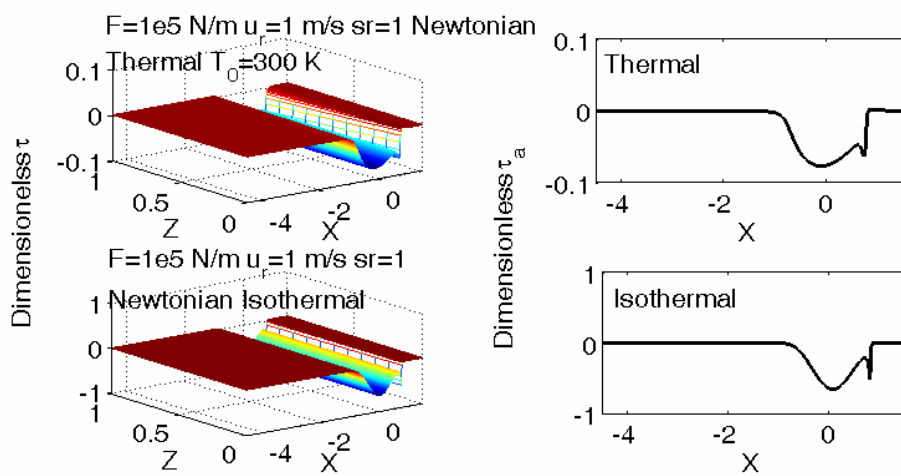 F=1e5 N/m u_r=1 m/s sr=1 Newtonian
Thermal T_0=300 K
0.1
0
-0.1
1
0.5
0
Z
-4
-2
0
X
Dimensionelss τ
F=1e5 N/m u_r=1 m/s sr=1
Newtonian Isothermal
1
0
-1
1
0.5
0
Z
-4
-2
0
X
Dimensionless τ_a
0.1
0
-0.1
Thermal
-4
-2
0
X
1
0
-1
Isothermal
-4
-2
0
X